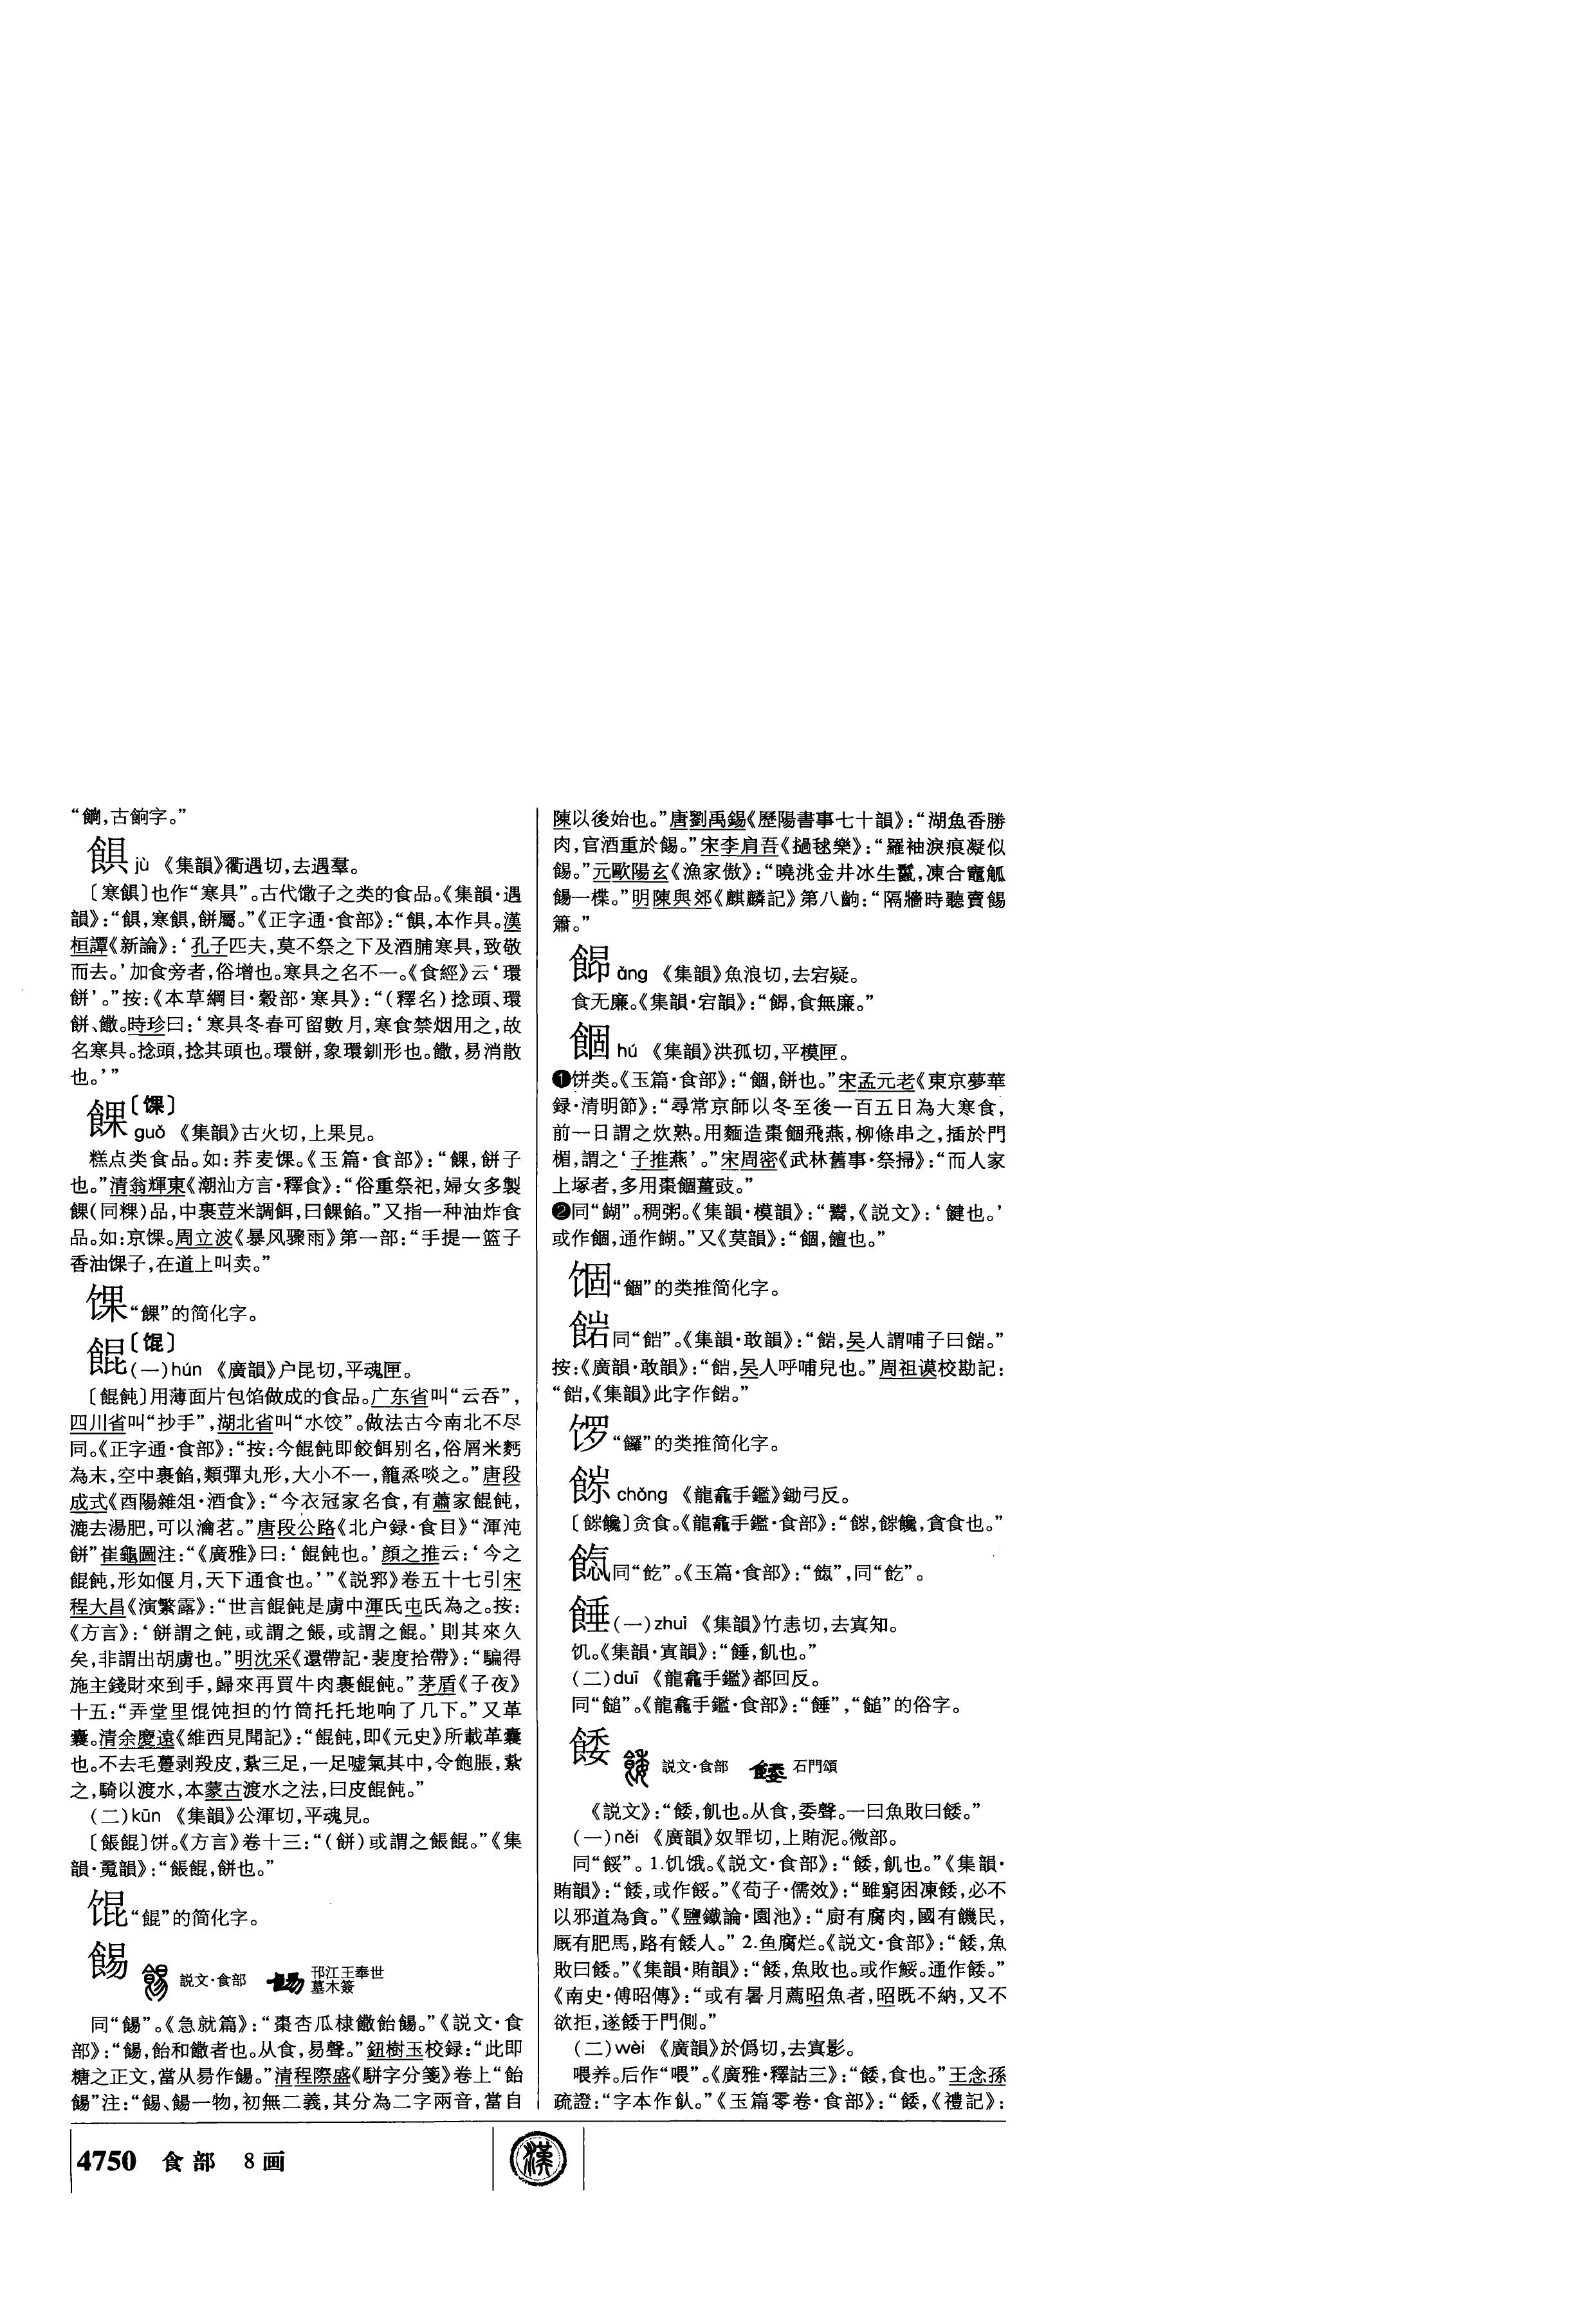 “䬳,古餉字。”
䱟 jù 《集韻》衢遇切,去遇羣。
〔寒䱟〕也作“寒具”。古代馓子之类的食品。《集韻·遇
韻》:“䱟,寒䱟,餅屬。”《正字通·食部》:“䱟,本作具。漢
桓譚《新論》:‘孔子匹夫,莫不祭之下及酒脯寒具,致敬
而去。’加食旁者,俗增也。寒具之名不一。《食經》云‘環
餅’。”按:《本草綱目·穀部·寒具》:“(釋名)捻頭、環
餅、饊。時珍曰:‘寒具冬春可留數月,寒食禁烟用之,故
名寒具。捻頭,捻其頭也。環餅,象環釧形也。饊,易消散
也。’”
餜〔馃〕
guǒ 《集韻》古火切,上果見。
糕点类食品。如:荞麦馃。《玉篇·食部》:“餜,餅子
也。”清翁輝東《潮汕方言·釋食》:“俗重祭祀,婦女多製
餜(同粿)品,中裹荳米調餌,曰餜餡。”又指一种油炸食
品。如:京馃。周立波《暴风骤雨》第一部:“手提一篮子
香油馃子,在道上叫卖。”
馃“餜”的简化字。
餛〔馄〕
(一)hún 《廣韻》户昆切,平魂匣。
〔餛飩〕用薄面片包馅做成的食品。广东省叫“云吞”,
四川省叫“抄手”,湖北省叫“水饺”。做法古今南北不尽
同。《正字通·食部》:“按:今餛飩即餃餌别名,俗屑米麪
為末,空中裹餡,類彈丸形,大小不一,籠蒸啖之。”唐段
成式《酉陽雜俎·酒食》:“今衣冠家名食,有蕭家餛飩,
漉去湯肥,可以瀹茗。”唐段公路《北户録·食目》“渾沌
餅”崔龜圖注:“《廣雅》曰:‘餛飩也。’顔之推云:‘今之
餛飩,形如偃月,天下通食也。’”《説郛》卷五十七引宋
程大昌《演繁露》:“世言餛飩是虜中渾氏屯氏為之。按:
《方言》:‘餅謂之飩,或謂之餦,或謂之餛。’則其來久
矣,非謂出胡虜也。”明沈采《還帶記·裴度拾帶》:“騙得
施主錢財來到手,歸來再買牛肉裹餛飩。”茅盾《子夜》
十五:“弄堂里馄饨担的竹筒托托地响了几下。”又革
囊。清余慶遠《維西見聞記》:“餛飩,即《元史》所載革囊
也。不去毛蔓剥羖皮,紥三足,一足噓氣其中,令飽脹,紥
之,騎以渡水,本蒙古渡水之法,曰皮餛飩。”
(二)kūn 《集韻》公渾切,平魂見。
〔餦餛〕饼。《方言》卷十三:“(餅)或謂之餦餛。”《集
韻·䰟韻》:“餦餛,餅也。”
馄“餛”的简化字。
餳 説文·食部 邗江王奉世
墓木簽
同“餳”。《急就篇》:“棗杏瓜棣饊飴餳。”《説文·食
部》:“餳,飴和饊者也。从食,昜聲。”鈕樹玉校録:“此即
糖之正文,當从昜作餳。”清程際盛《駢字分箋》卷上“飴
餳”注:“餳、餳一物,初無二義,其分為二字兩音,當自
陳以後始也。”唐劉禹錫《歷陽書事七十韻》:“湖魚香勝
肉,官酒重於餳。”宋李肩吾《撾毬樂》:“羅袖淚痕凝似
餳。”元歐陽玄《漁家傲》:“曉洮金井冰生鬣,凍合竈觚
餳一楪。”明陳與郊《麒麟記》第八齣:“隔牆時聽賣餳
簫。”
ǎng 《集韻》魚浪切,去宕疑。
食无廉。《集韻·宕韻》:“䭹,食無廉。”
餬 hú 《集韻》洪孤切,平模匣。
❶饼类。《玉篇·食部》:“䭅,餅也。”宋孟元老《東京夢華
録·清明節》:“尋常京師以冬至後一百五日為大寒食,
前一日謂之炊熟。用麵造棗䭅飛燕,柳條串之,插於門
楣,謂之‘子推燕’。”宋周密《武林舊事·祭掃》:“而人家
上塚者,多用棗䭅薑豉。”
❷同“餬”。稠粥。《集韻·模韻》:“鬻,《説文》:‘鍵也。’
或作䭅,通作餬。”又《莫韻》:“䭅,饘也。”
“䭅”的类推简化字。
同“䭆”。《集韻·敢韻》:“䭆,吴人謂哺子曰䭆。”
按:《廣韻·敢韻》:“䭆,吴人呼哺兒也。”周祖谟校勘記:
“䭆,《集韻》此字作䭆。”
饠“饠”的类推简化字。
chǒng 《龍龕手鑑》鋤弓反。
〔餘饞〕贪食。《龍龕手鑑·食部》:“餘,餘饞,貪食也。”
同“飳”。《玉篇·食部》:“䭇”,同“飳”。
錘(一)zhuì 《集韻》竹恚切,去寘知。
饥。《集韻·寘韻》:“䭔,飢也。”
(二)duī 《龍龕手鑑》都回反。
同“䭔”。《龍龕手鑑·食部》:“䬺”,“䭔”的俗字。
餧 説文·食部 石門頌
《説文》:“餧,飢也。从食,委聲。一曰魚敗曰餧。”
(一)něi 《廣韻》奴罪切,上賄泥。微部。
同“餒”。1.饥饿。《説文·食部》:“餧,飢也。”《集韻·
賄韻》:“餧,或作餒。”《荀子·儒效》:“雖窮困凍餧,必不
以邪道為貪。”《鹽鐵論·園池》:“厨有腐肉,國有饑民,
厩有肥馬,路有餧人。” 2.鱼腐烂。《説文·食部》:“餧,魚
敗曰餧。”《集韻·賄韻》:“餧,魚敗也。或作鮾。通作餧。”
《南史·傅昭傳》:“或有暑月薦昭魚者,昭既不納,又不
欲拒,遂餧于門側。”
(二)wèi 《廣韻》於僞切,去寘影。
喂养。后作“喂”。《廣雅·釋詁三》:“餧,食也。”王念孫
疏證:“字本作飤。”《玉篇零卷·食部》:“餧,《禮記》:
4750 食部 8画
漢